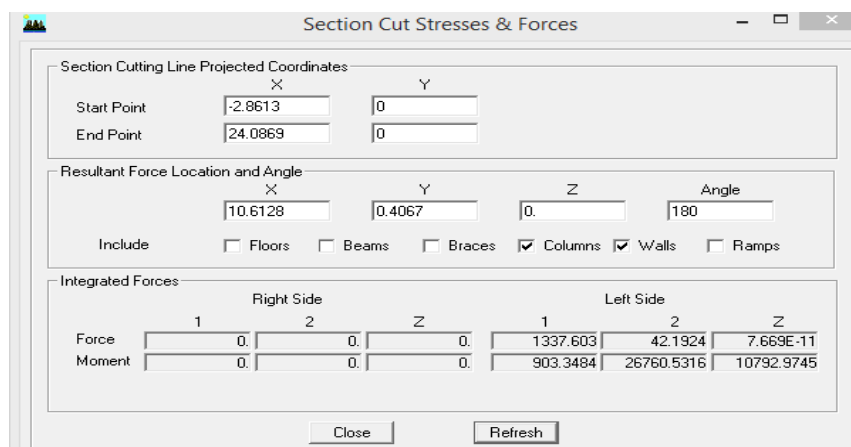 Section Cut Stresses & Forces
Section Cutting Line Projected Coordinates
X Y
Start Point -2.8613 0
End Point 24.0869 0
Resultant Force Location and Angle
X Y Z Angle
10.6128 0.4067 0. 180
Include Floors Beams Braces Columns Walls Ramps
Integrated Forces
Right Side Left Side
1 2 Z 1 2 Z
Force 0. 0. 0. 1337.603 42.1924 7.669E-11
Moment 0. 0. 0. 903.3484 26760.5316 10792.9745
Close Refresh